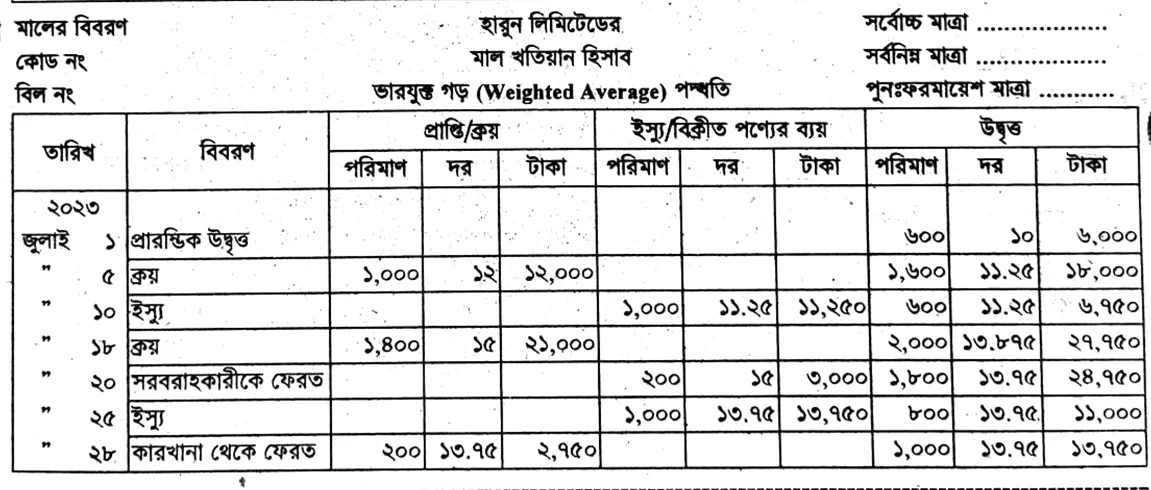 মালের বিবরণ হারুন লিমিটেডের সর্বোচ্চ মাত্রা ...................
কোড নং মাল খতিয়ান হিসাব সর্বনিম্ন মাত্রা ...................
বিল নং ভারযুক্ত গড় (Weighted Average) পদ্ধতি পুনঃফরমায়েশ মাত্রা ...........
তারিখ বিবরণ প্রাপ্তি/ক্রয় ইস্যু/বিক্রীত পণ্যের ব্যয় উদ্বৃত্ত
পরিমাণ দর টাকা পরিমাণ দর টাকা পরিমাণ দর টাকা
২০২৩
জুলাই ১ প্রারম্ভিক উদ্বৃত্ত ৬০০ ১০ ৬,০০০
" ৫ ক্রয় ১,০০০ ১২ ১২,০০০ ১,৬০০ ১১.২৫ ১৮,০০০
" ১০ ইস্যু ১,০০০ ১১.২৫ ১১,২৫০ ৬০০ ১১.২৫ ৬,৭৫০
" ১৮ ক্রয় ১,৪০০ ১৫ ২১,০০০ ২,০০০ ১৩.৮৭৫ ২৭,৭৫০
" ২০ সরবরাহকারীকে ফেরত ২০০ ১৫ ৩,০০০ ১,৮০০ ১৩.৭৫ ২৪,৭৫০
" ২৫ ইস্যু ১,০০০ ১৩.৭৫ ১৩,৭৫০ ৮০০ ১৩.৭৫ ১১,০০০
" ২৮ কারখানা থেকে ফেরত ২০০ ১৩.৭৫ ২,৭৫০ ১,০০০ ১৩.৭৫ ১৩,৭৫০